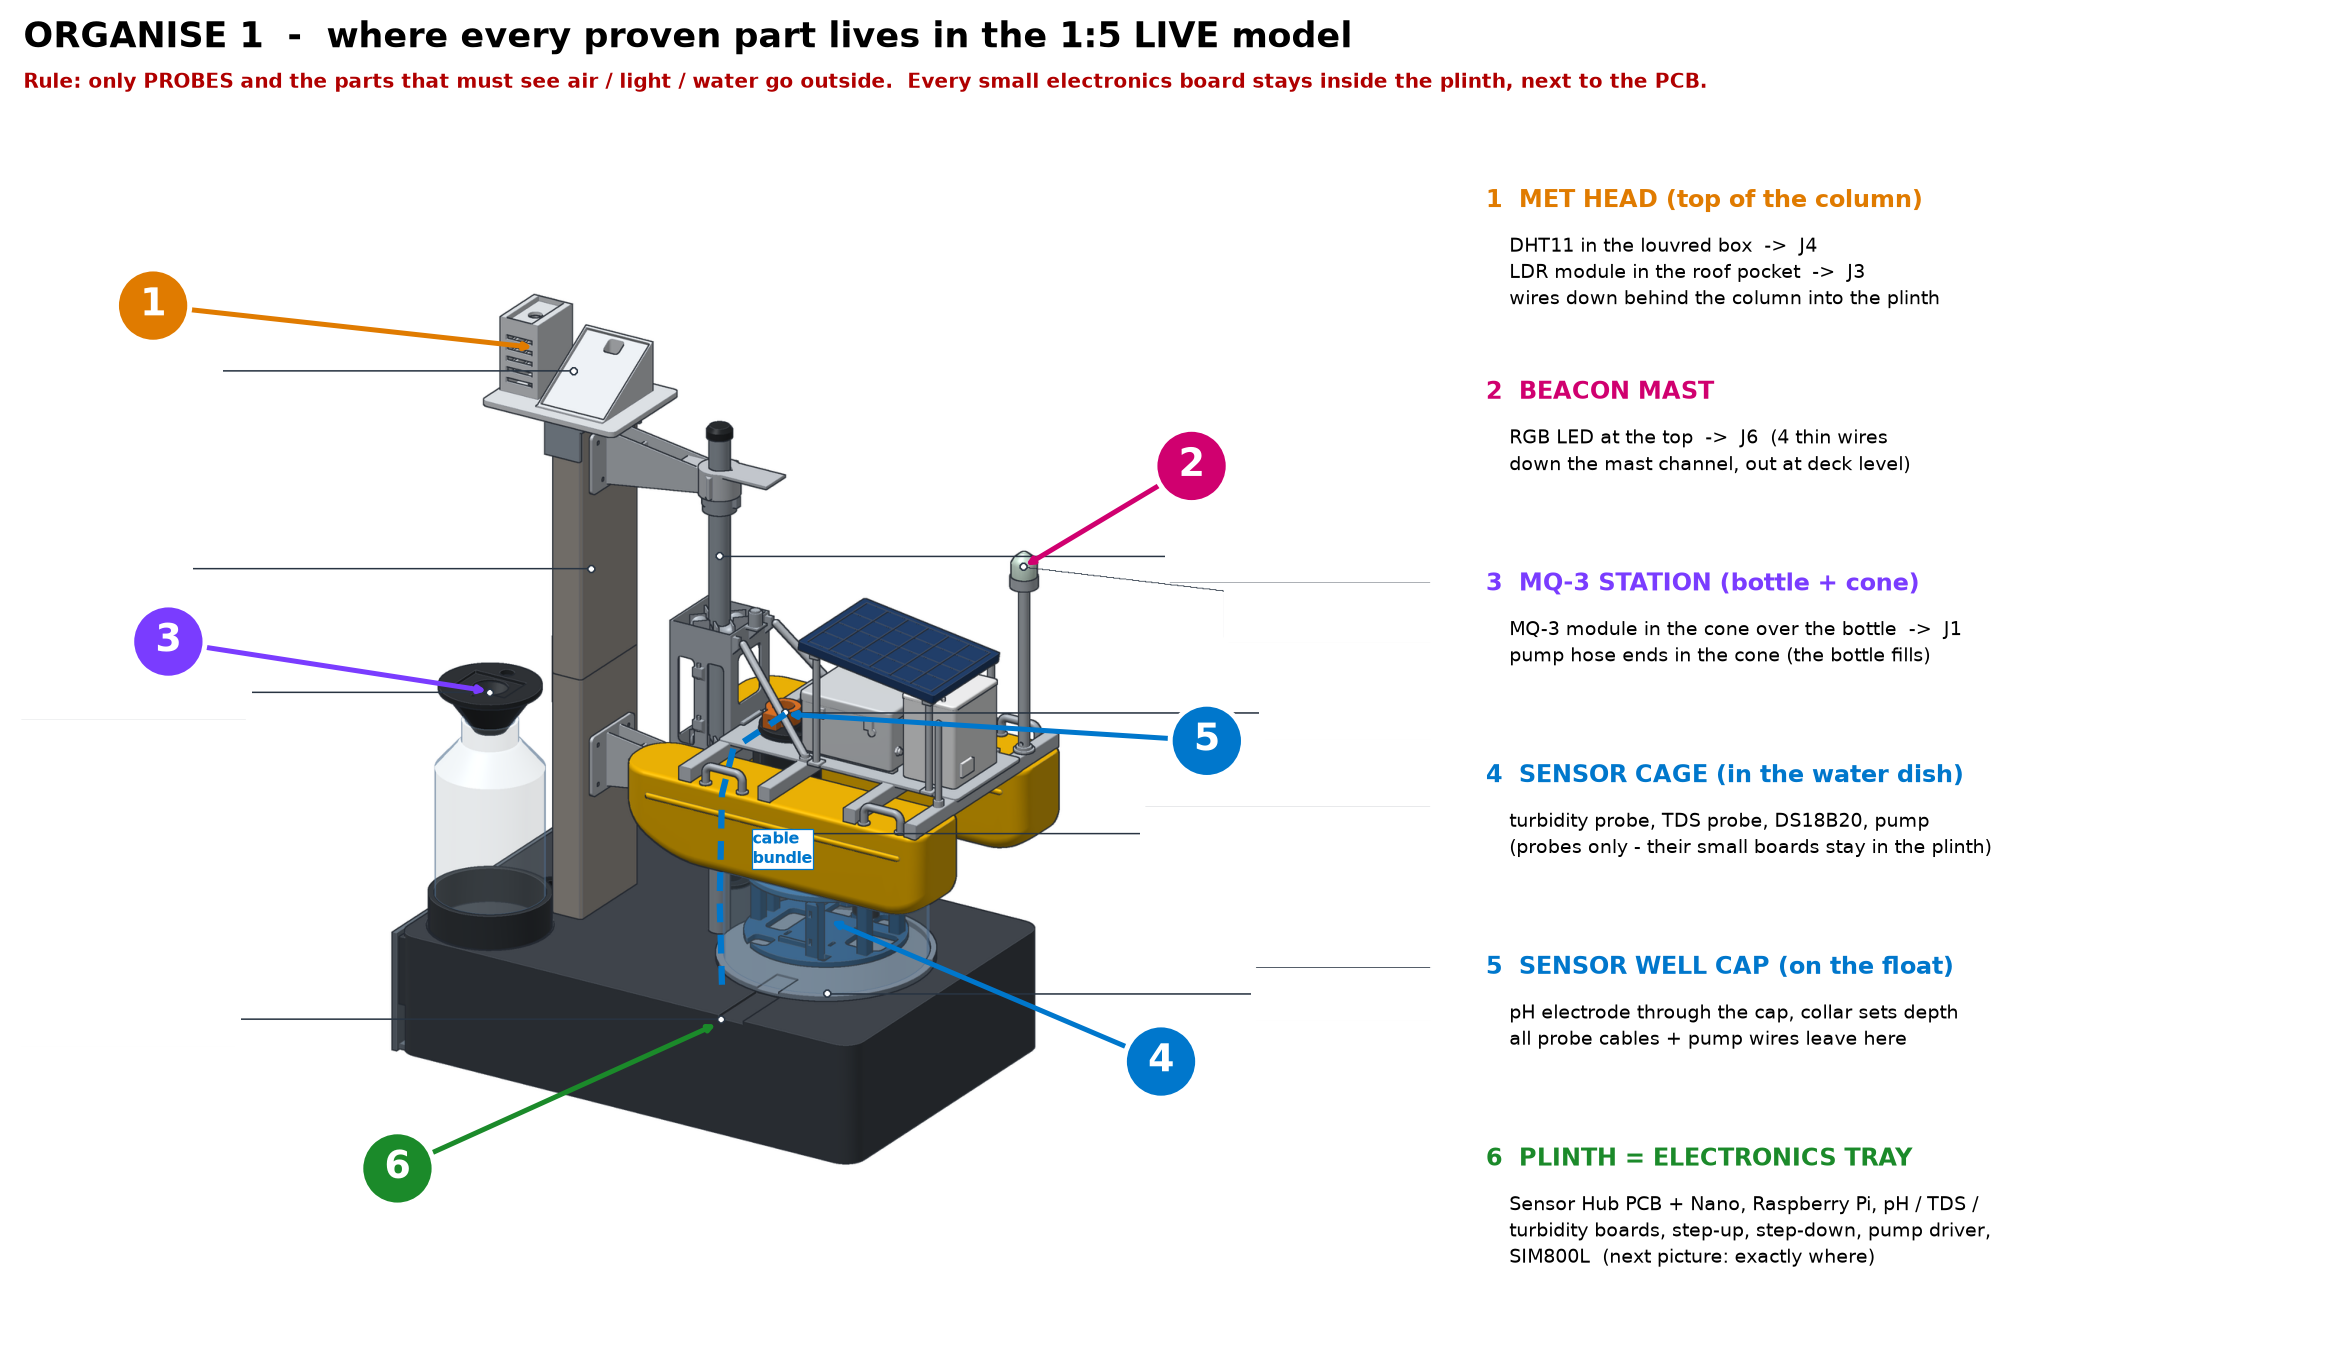 ORGANISE 1 - where every proven part lives in the 1:5 LIVE model
Rule: only PROBES and the parts that must see air / light / water go outside. Every small electronics board stays inside the plinth, next to the PCB.
1
2
3
4
5
6
cable
bundle
1 MET HEAD (top of the column)
DHT11 in the louvred box -> J4
LDR module in the roof pocket -> J3
wires down behind the column into the plinth
2 BEACON MAST
RGB LED at the top -> J6 (4 thin wires
down the mast channel, out at deck level)
3 MQ-3 STATION (bottle + cone)
MQ-3 module in the cone over the bottle -> J1
pump hose ends in the cone (the bottle fills)
4 SENSOR CAGE (in the water dish)
turbidity probe, TDS probe, DS18B20, pump
(probes only - their small boards stay in the plinth)
5 SENSOR WELL CAP (on the float)
pH electrode through the cap, collar sets depth
all probe cables + pump wires leave here
6 PLINTH = ELECTRONICS TRAY
Sensor Hub PCB + Nano, Raspberry Pi, pH / TDS /
turbidity boards, step-up, step-down, pump driver,
SIM800L (next picture: exactly where)